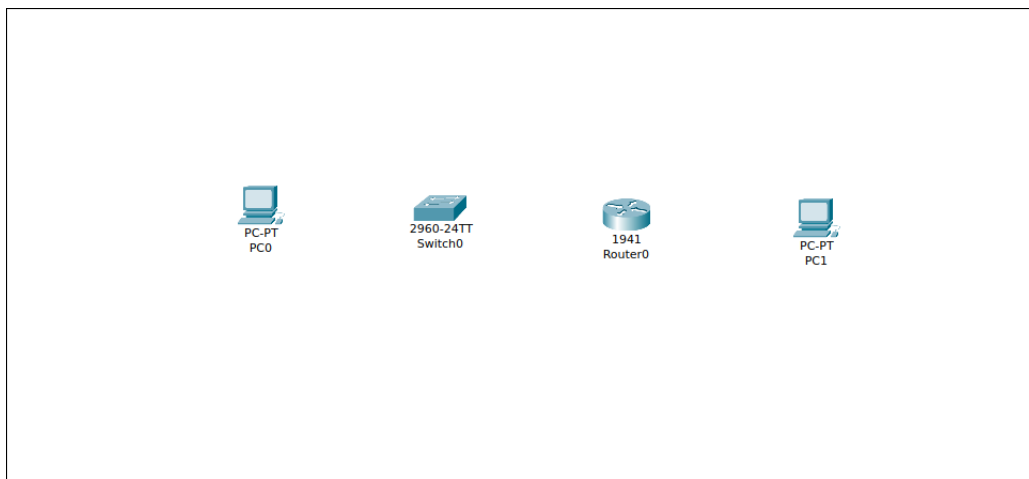 PC-PT
PC0
2960-24TT
Switch0
1941
Router0
PC-PT
PC1